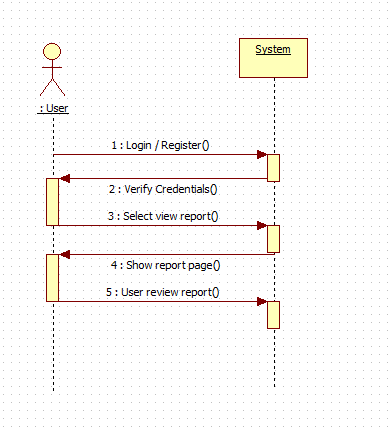 System
: User
1 : Login / Register()
2 : Verify Credentials()
3 : Select view report()
4 : Show report page()
5 : User review report()